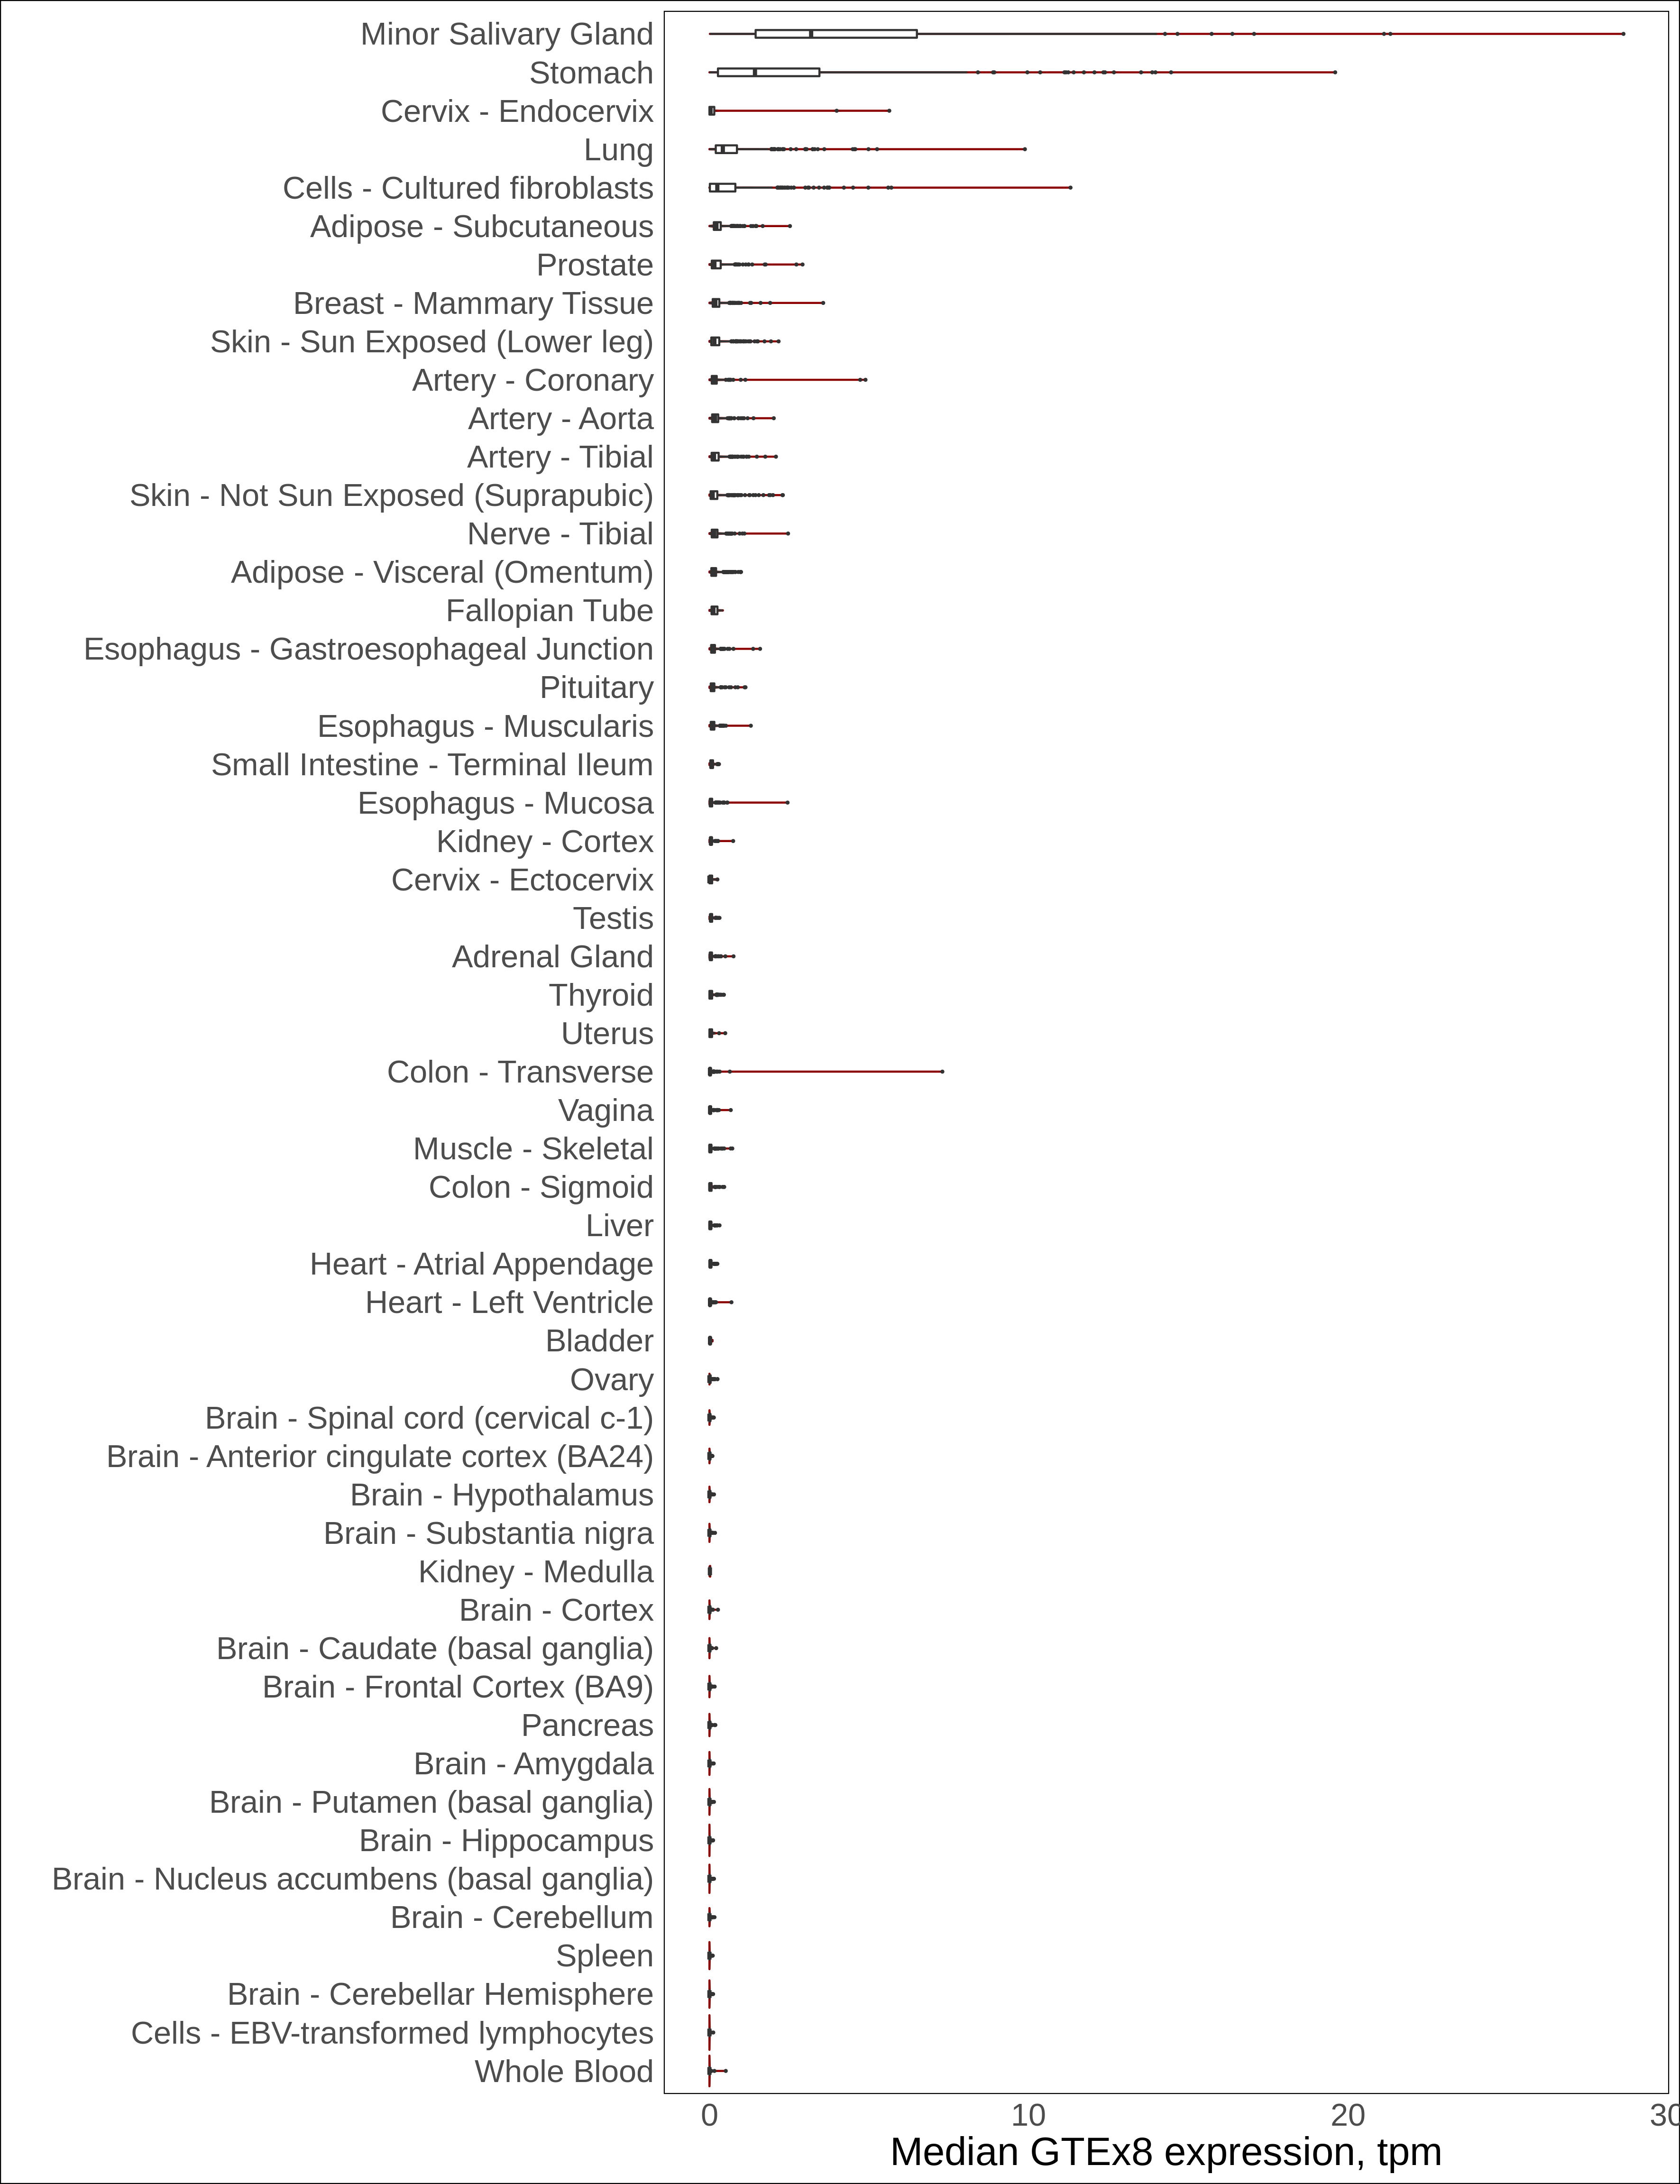 Minor Salivary Gland
Stomach
Cervix - Endocervix
Lung
Cells - Cultured fibroblasts
Adipose - Subcutaneous
Prostate
Breast - Mammary Tissue
Skin - Sun Exposed (Lower leg)
Artery - Coronary
Artery - Aorta
Artery - Tibial
Skin - Not Sun Exposed (Suprapubic)
Nerve - Tibial
Adipose - Visceral (Omentum)
Fallopian Tube
Esophagus - Gastroesophageal Junction
Pituitary
Esophagus - Muscularis
Small Intestine - Terminal Ileum
Esophagus - Mucosa
Kidney - Cortex
Cervix - Ectocervix
Testis
Adrenal Gland
Thyroid
Uterus
Colon - Transverse
Vagina
Muscle - Skeletal
Colon - Sigmoid
Liver
Heart - Atrial Appendage
Heart - Left Ventricle
Bladder
Ovary
Brain - Spinal cord (cervical c-1)
Brain - Anterior cingulate cortex (BA24)
Brain - Hypothalamus
Brain - Substantia nigra
Kidney - Medulla
Brain - Cortex
Brain - Caudate (basal ganglia)
Brain - Frontal Cortex (BA9)
Pancreas
Brain - Amygdala
Brain - Putamen (basal ganglia)
Brain - Hippocampus
Brain - Nucleus accumbens (basal ganglia)
Brain - Cerebellum
Spleen
Brain - Cerebellar Hemisphere
Cells - EBV-transformed lymphocytes
Whole Blood
0 10 20 30
Median GTEx8 expression, tpm